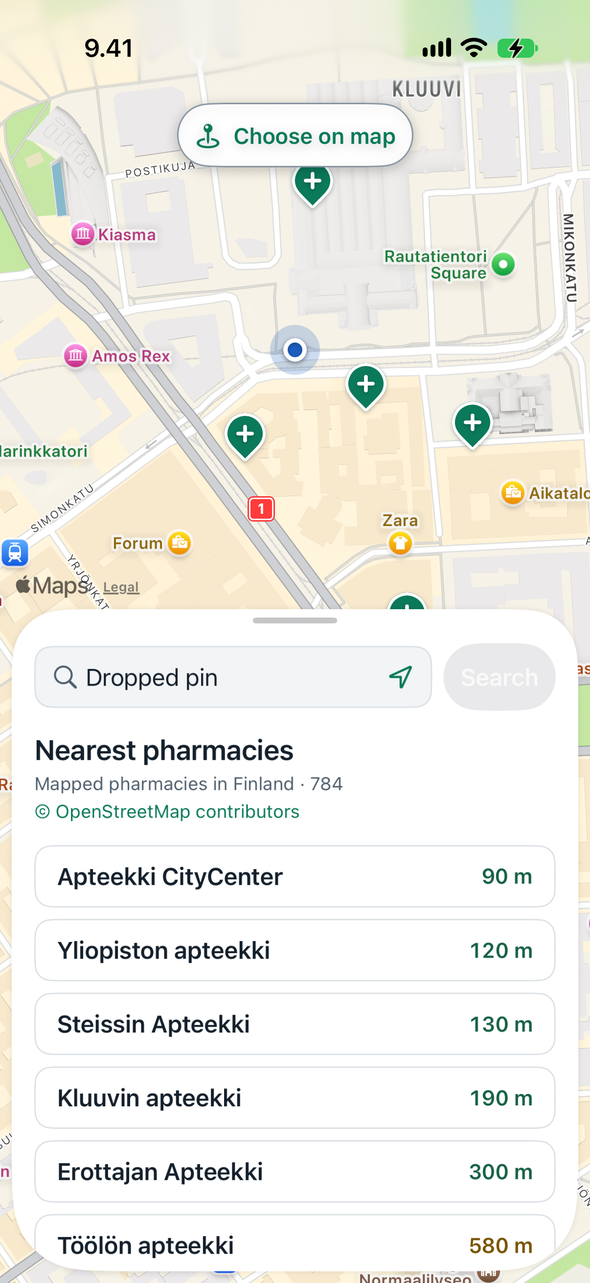 9.41
KLUUVI
Choose on map
POSTIKUJA
Kiasma
Rautatientori
Square
MIKONKATU
Amos Rex
SIMONKATU
1
Aikatalo
Zara
Forum
Maps
Legal
Dropped pin
Search
Nearest pharmacies
Mapped pharmacies in Finland · 784
© OpenStreetMap contributors
Apteekki CityCenter
90 m
Yliopiston apteekki
120 m
Steissin Apteekki
130 m
Kluuvin apteekki
190 m
Erottajan Apteekki
300 m
Töölön apteekki
580 m